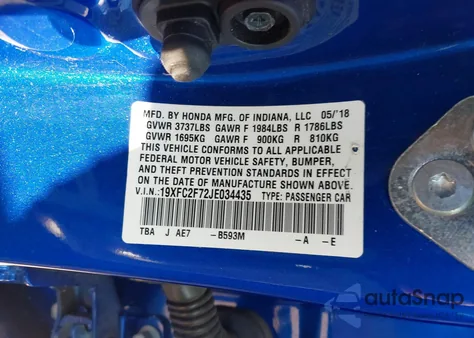 MFD. BY HONDA MFG. OF INDIANA, LLC 05/'18
GVWR 3737LBS GAWR F 1984LBS R 1786LBS
GVWR 1695KG GAWR F 900KG R 810KG
THIS VEHICLE CONFORMS TO ALL APPLICABLE
FEDERAL MOTOR VEHICLE SAFETY, BUMPER,
AND THEFT PREVENTION STANDARDS IN EFFECT
ON THE DATE OF MANUFACTURE SHOWN ABOVE.
V.I.N.:19XFC2F72JE034435 TYPE: PASSENGER CAR
TBA J AE7 -B593M -A -E
autoSnap